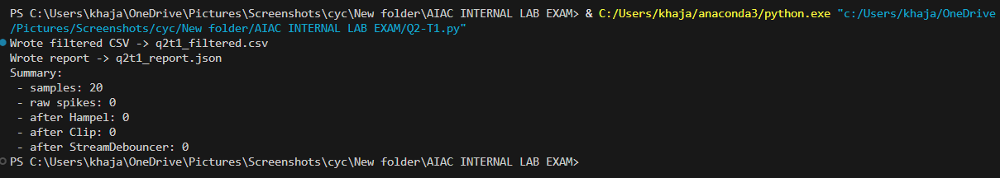 PS C:\Users\khaja\OneDrive\Pictures\Screenshots\cyc\New folder\AIAC INTERNAL LAB EXAM> & C:/Users/khaja/anaconda3/python.exe "c:/Users/khaja/OneDrive
/Pictures/Screenshots/cyc/New folder/AIAC INTERNAL LAB EXAM/Q2-T1.py"
Wrote filtered CSV -> q2t1_filtered.csv
Wrote report -> q2t1_report.json
Summary:
 - samples: 20
 - raw spikes: 0
 - after Hampel: 0
 - after Clip: 0
 - after StreamDebouncer: 0
PS C:\Users\khaja\OneDrive\Pictures\Screenshots\cyc\New folder\AIAC INTERNAL LAB EXAM>